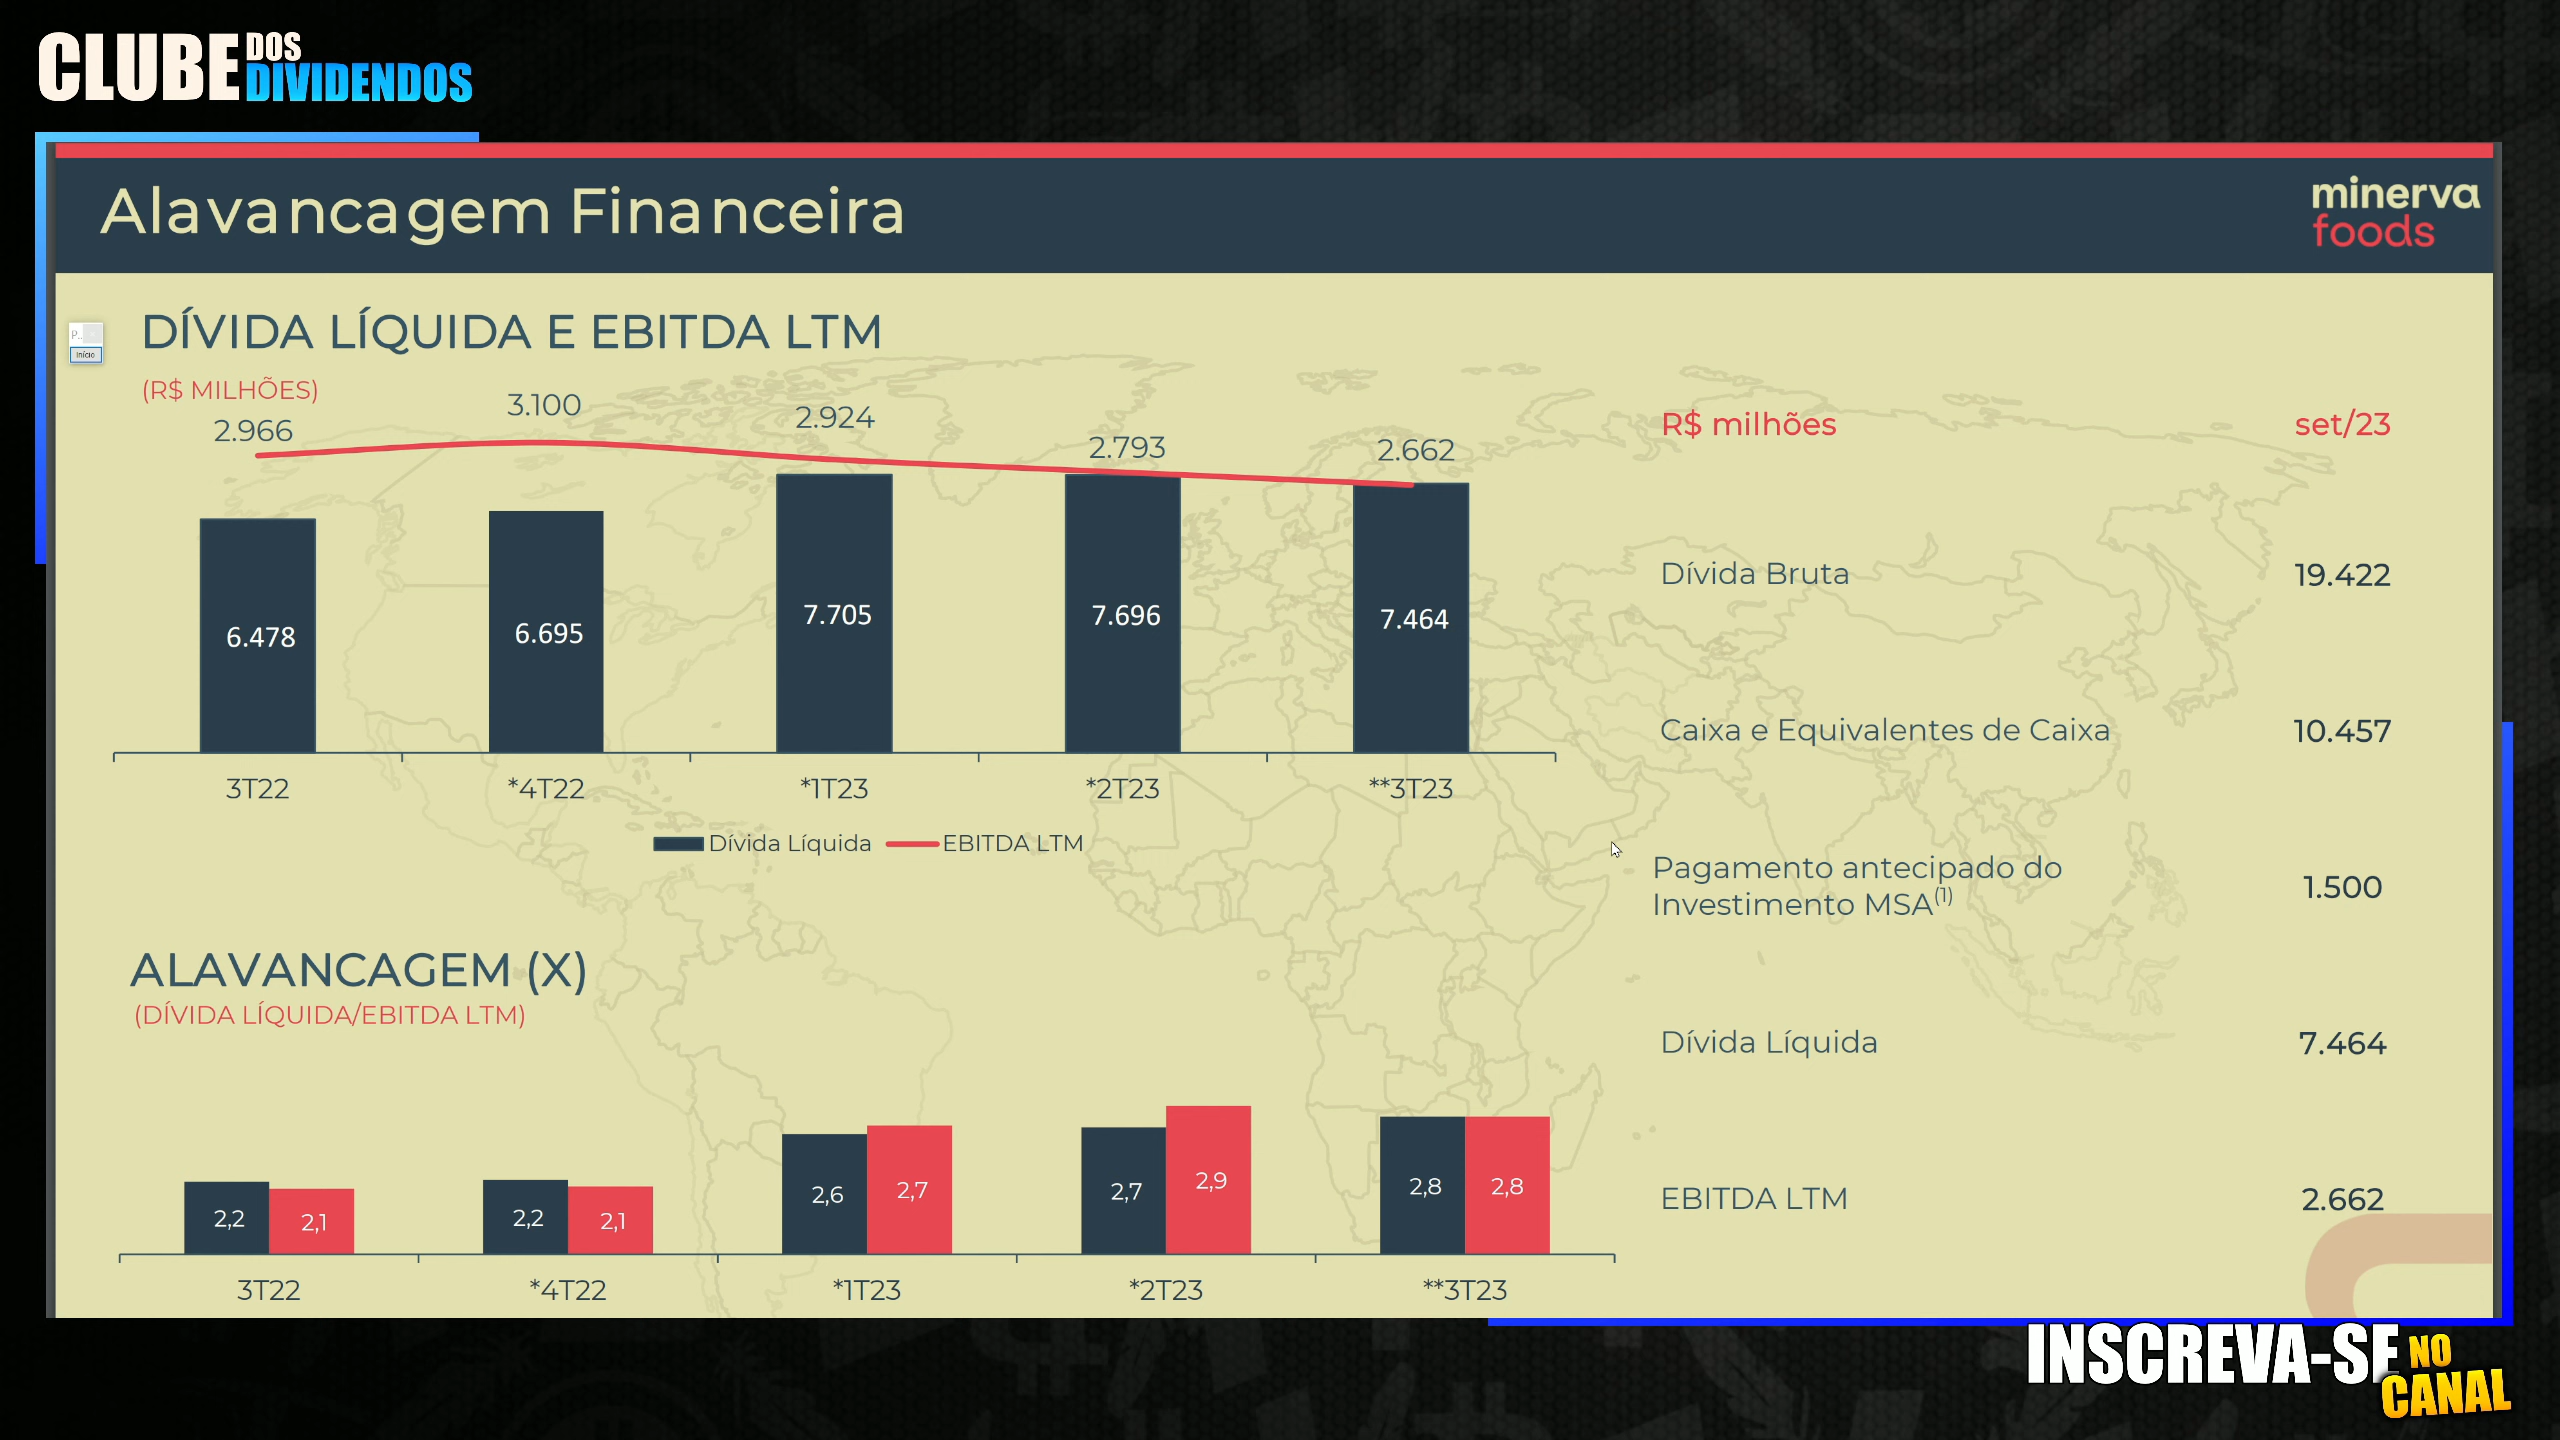 CLUBE DOS
DIVIDENDOS
Alavancagem Financeira
minerva
foods
DÍVIDA LÍQUIDA E EBITDA LTM
(R$ MILHÕES)
P...
Início
2.966
3.100
2.924
2.793
2.662
6.478
6.695
7.705
7.696
7.464
3T22
*4T22
*1T23
*2T23
**3T23
Dívida Líquida
EBITDA LTM
ALAVANCAGEM (X)
(DÍVIDA LÍQUIDA/EBITDA LTM)
2,2
2,1
2,2
2,1
2,6
2,7
2,7
2,9
2,8
2,8
3T22
*4T22
*1T23
*2T23
**3T23
R$ milhões set/23
Dívida Bruta 19.422
Caixa e Equivalentes de Caixa 10.457
Pagamento antecipado do
Investimento MSA(1) 1.500
Dívida Líquida 7.464
EBITDA LTM 2.662
INSCREVA-SE NO
CANAL